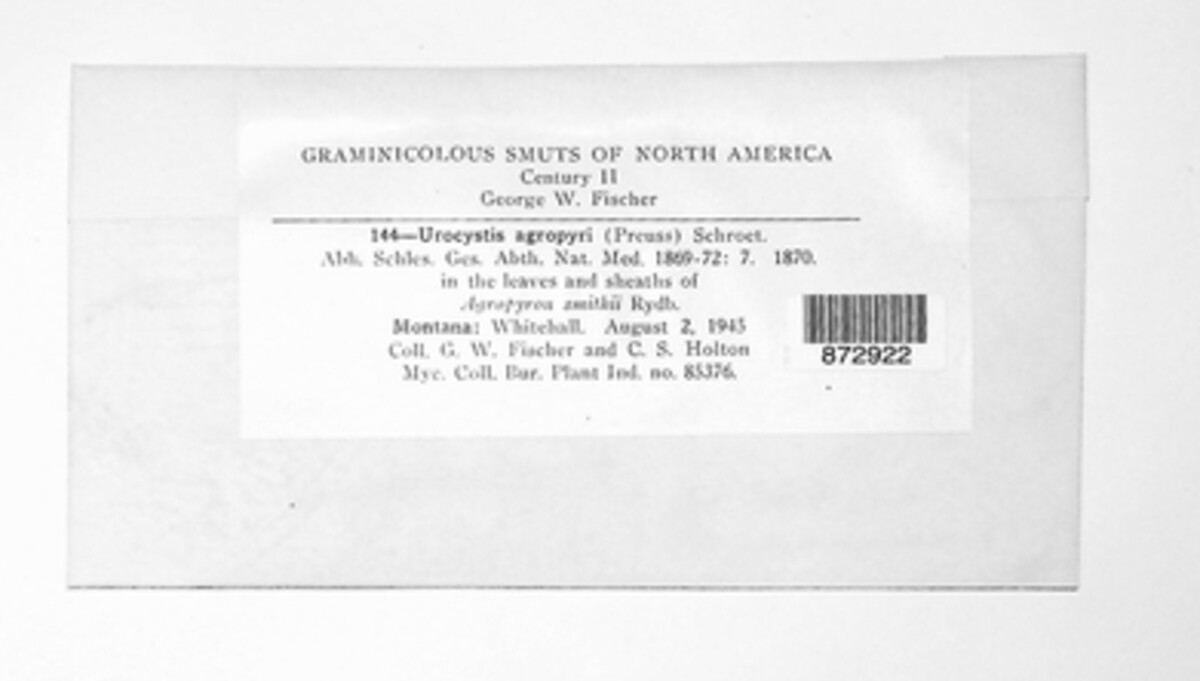 GRAMINICOLOUS SMUTS OF NORTH AMERICA
Century II
George W. Fischer
144—Urocystis agropyri (Preuss) Schroet.
Abh. Schles. Ges. Abth. Nat. Med. 1869-72: 7. 1870.
in the leaves and sheaths of
Agropyron smithii Rydb.
Montana: Whitehall. August 2, 1945
Coll. G. W. Fischer and C. S. Holton
Myc. Coll. Bur. Plant Ind. no. 85376.
872922